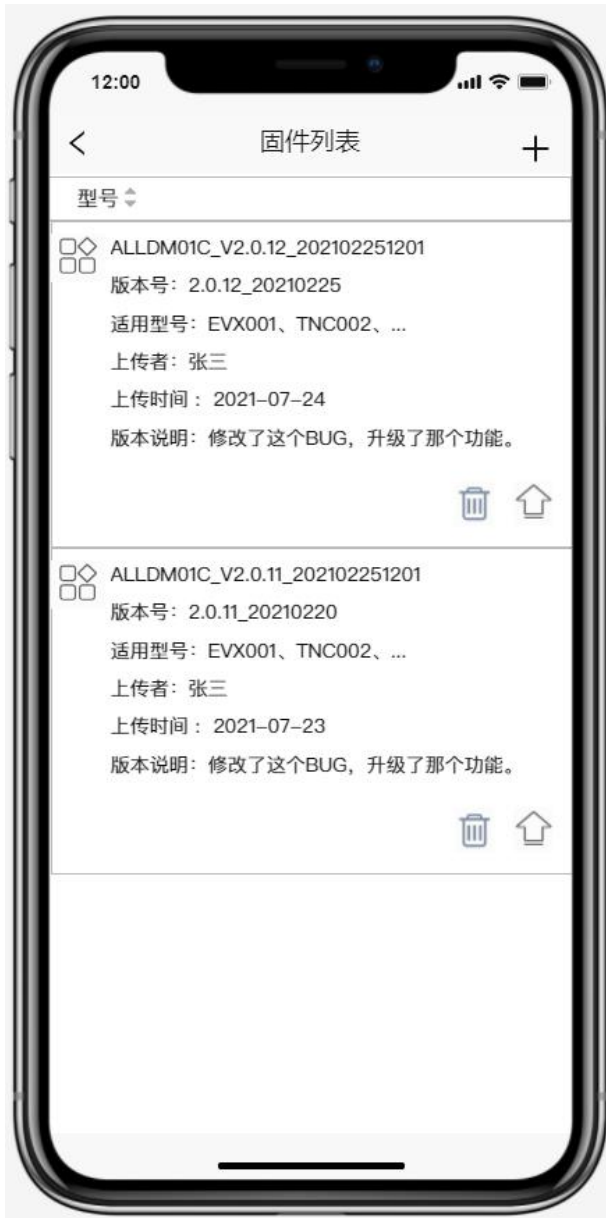 12:00
固件列表
型号
ALLDM01C_V2.0.12_202102251201
版本号：2.0.12_20210225
适用型号：EVX001、TNC002、...
上传者：张三
上传时间 ：2021-07-24
版本说明：修改了这个BUG，升级了那个功能。
ALLDM01C_V2.0.11_202102251201
版本号：2.0.11_20210220
适用型号：EVX001、TNC002、...
上传者：张三
上传时间 ：2021-07-23
版本说明：修改了这个BUG，升级了那个功能。